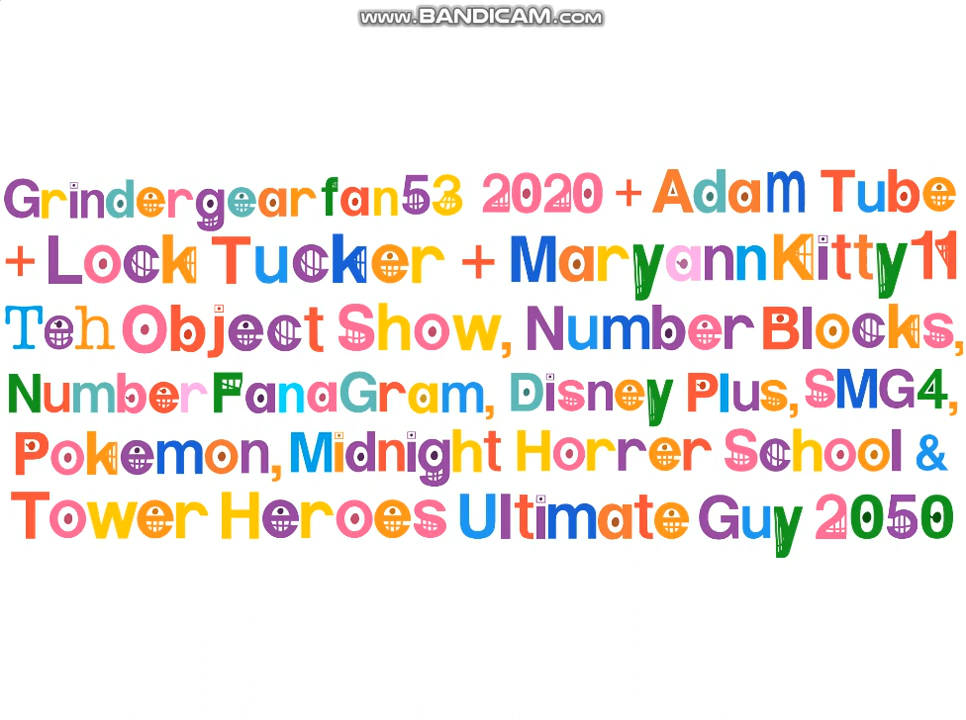 www.BANDICAM.com
Grindergearfan53 2020 + Adam Tube
+ Lock Tucker + MaryannKitty11
Teh Object Show, Number Blocks,
Number FanaGram, Disney Plus, SMG4,
Pokemon, Midnight Horrer School &
Tower Heroes Ultimate Guy 2050